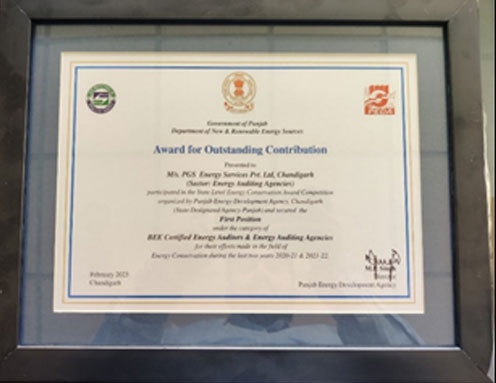 PEDA
Government of Punjab
Department of New & Renewable Energy Sources
Award for Outstanding Contribution
Presented to
M/s. PGS Energy Services Pvt. Ltd, Chandigarh
(Sector: Energy Auditing Agencies)
participated in the State Level Energy Conservation Award Competition
organized by Punjab Energy Development Agency, Chandigarh
(State Designated Agency-Punjab) and secured the
First Position
under the category of
BEE Certified Energy Auditors & Energy Auditing Agencies
for their efforts made in the field of
Energy Conservation during the last two years 2020-21 & 2021-22.
February 2023
Chandigarh
Director
Punjab Energy Development Agency